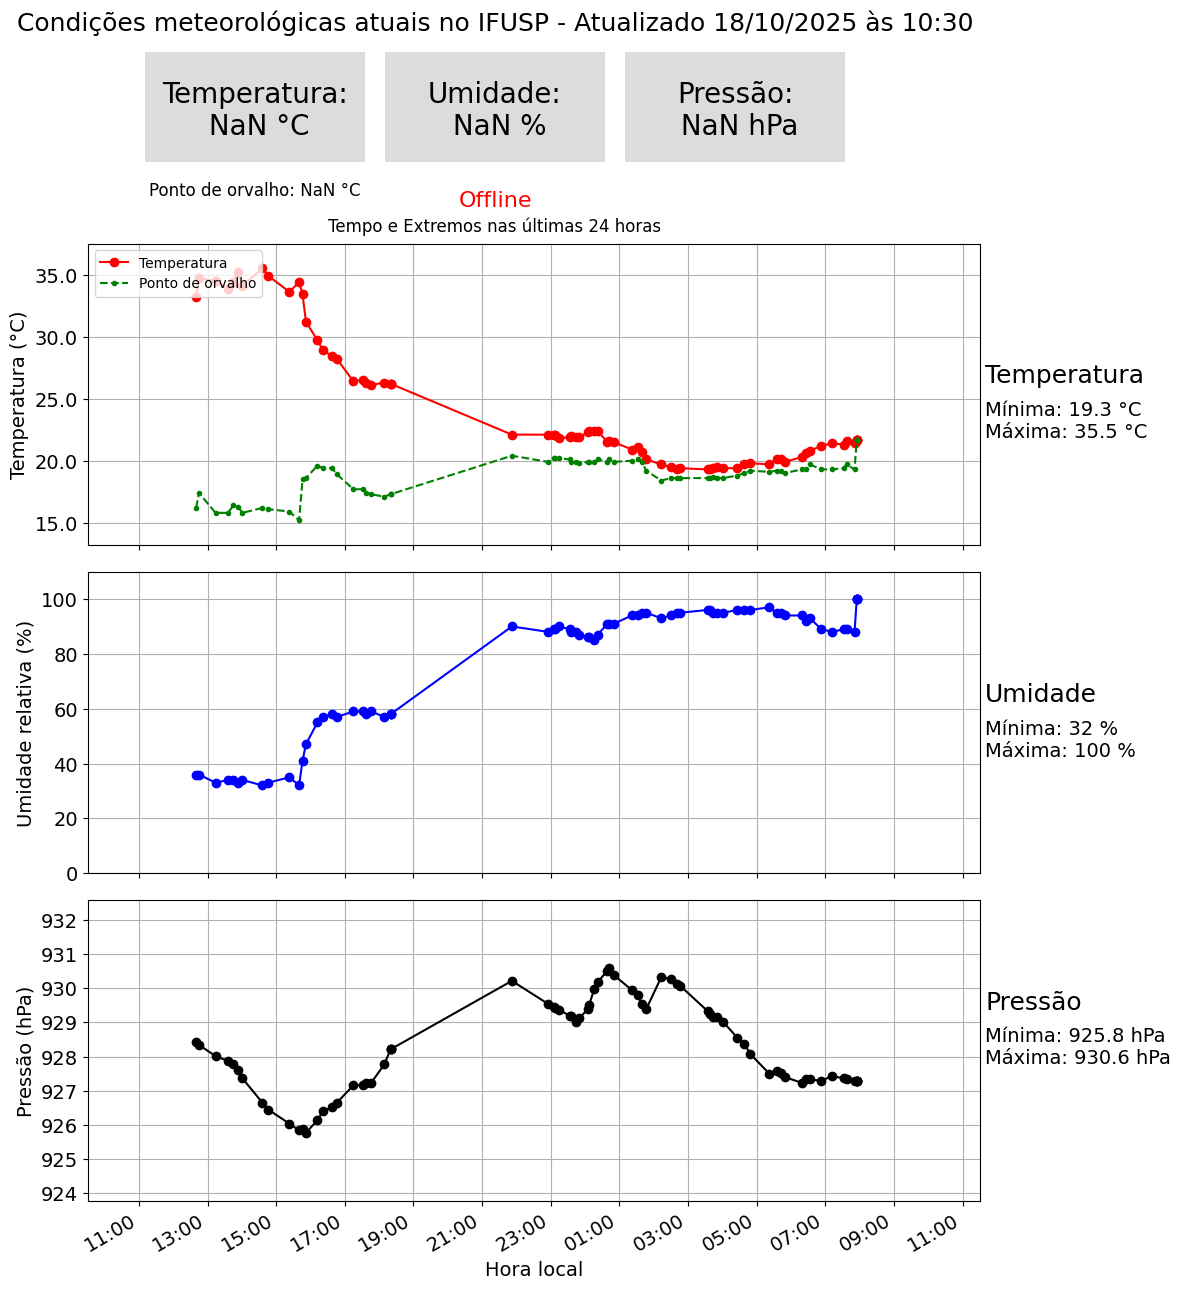 Condições meteorológicas atuais no IFUSP - Atualizado 18/10/2025 às 10:30
Temperatura:
NaN °C
Umidade:
NaN %
Pressão:
NaN hPa
Ponto de orvalho: NaN °C
Offline
Tempo e Extremos nas últimas 24 horas
Temperatura
Ponto de orvalho
35.0
30.0
25.0
20.0
15.0
Temperatura (°C)
Temperatura
Mínima: 19.3 °C
Máxima: 35.5 °C
100
80
60
40
20
0
Umidade relativa (%)
Umidade
Mínima: 32 %
Máxima: 100 %
932
931
930
929
928
927
926
925
924
Pressão (hPa)
Pressão
Mínima: 925.8 hPa
Máxima: 930.6 hPa
11:00 13:00 15:00 17:00 19:00 21:00 23:00 01:00 03:00 05:00 07:00 09:00 11:00
Hora local